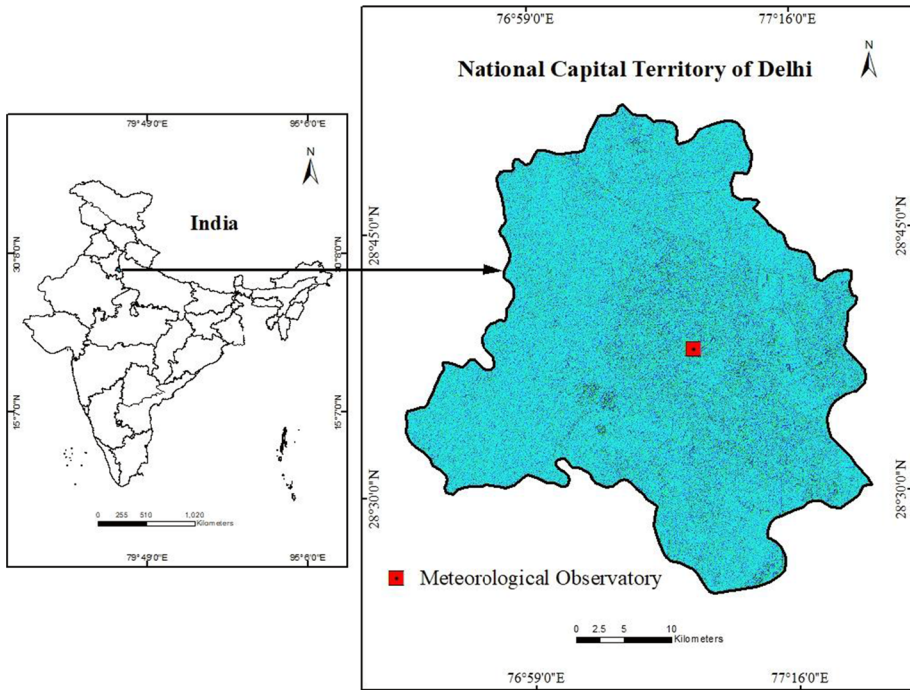 76°59'0"E
77°16'0"E
National Capital Territory of Delhi
N
79°49'0"E
95°6'0"E
N
India
28°45'0"N
28°45'0"N
30°8'0"N
30°8'0"N
15°7'0"N
15°7'0"N
28°30'0"N
28°30'0"N
0 255 510 1,020
Kilometers
79°49'0"E
95°6'0"E
Meteorological Observatory
0 2.5 5 10
Kilometers
76°59'0"E
77°16'0"E